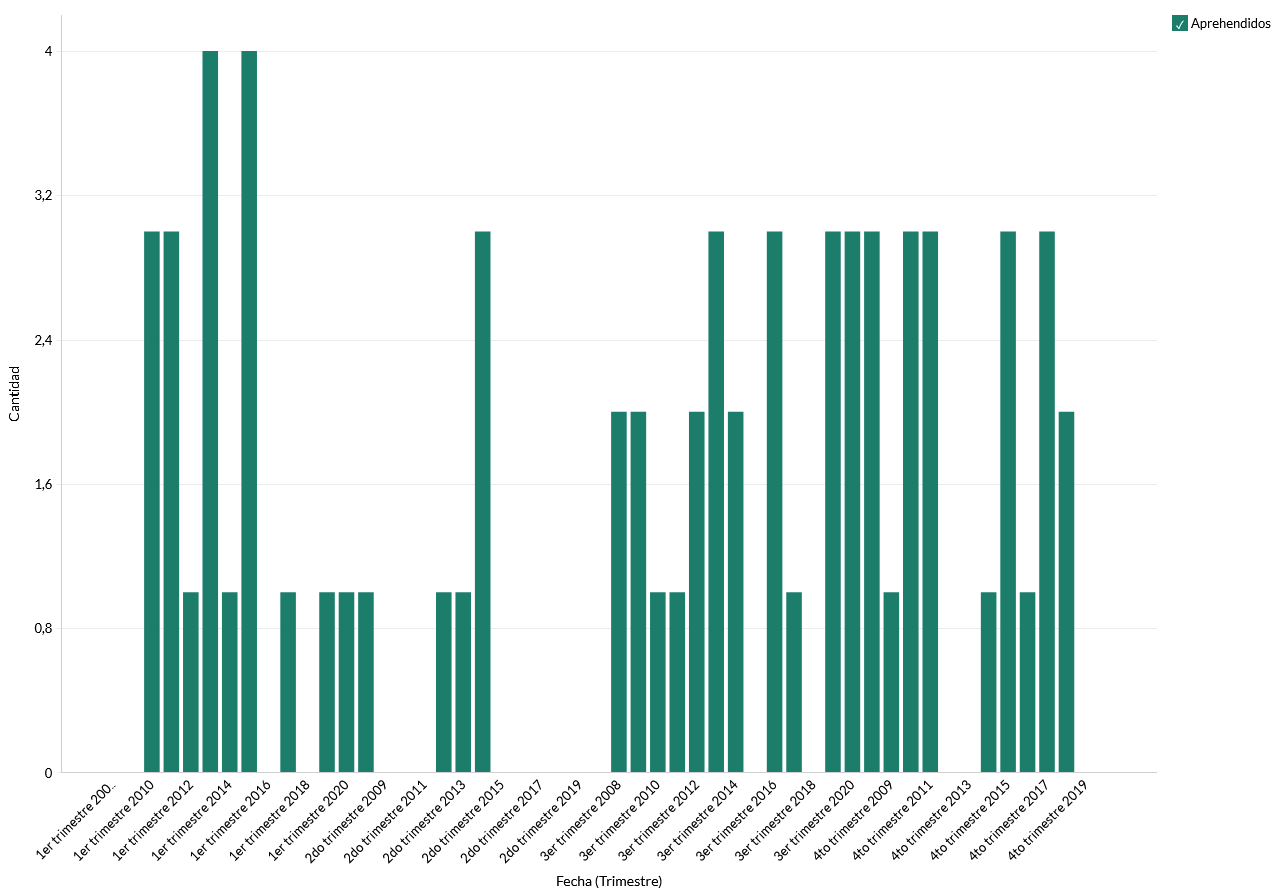 Aprehendidos
4
3,2
2,4
1,6
0,8
0
Cantidad
1er trimestre 200..
1er trimestre 2010
1er trimestre 2012
1er trimestre 2014
1er trimestre 2016
1er trimestre 2018
1er trimestre 2020
2do trimestre 2009
2do trimestre 2011
2do trimestre 2013
2do trimestre 2015
2do trimestre 2017
2do trimestre 2019
3er trimestre 2008
3er trimestre 2010
3er trimestre 2012
3er trimestre 2014
3er trimestre 2016
3er trimestre 2018
3er trimestre 2020
4to trimestre 2009
4to trimestre 2011
4to trimestre 2013
4to trimestre 2015
4to trimestre 2017
4to trimestre 2019
Fecha (Trimestre)